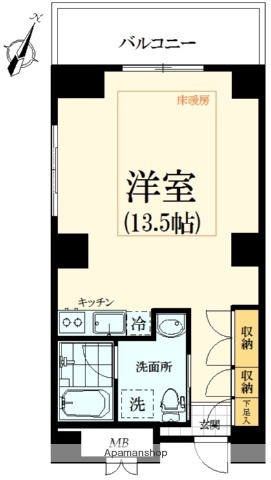 N
バルコニー
床暖房
洋室
(13.5帖)
キッチン
冷
収納
洗面所
洗
収納
下足入
玄関
MB
Apamanshop